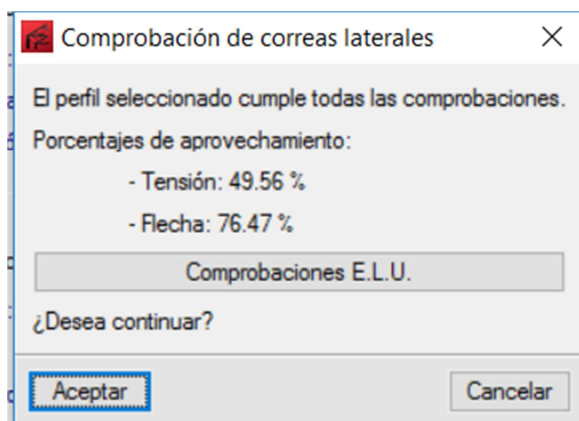 Comprobación de correas laterales
El perfil seleccionado cumple todas las comprobaciones.
Porcentajes de aprovechamiento:
- Tensión: 49.56 %
- Flecha: 76.47 %
Comprobaciones E.L.U.
¿Desea continuar?
Aceptar
Cancelar